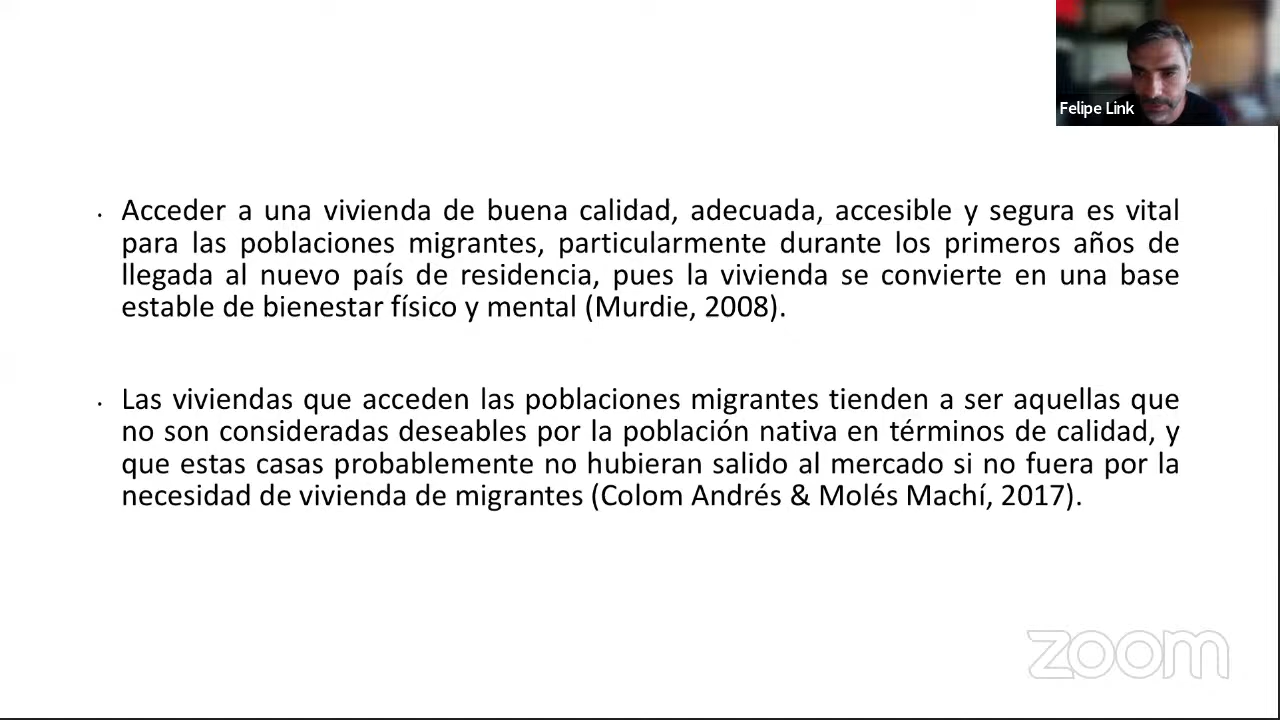 Felipe Link
• Acceder a una vivienda de buena calidad, adecuada, accesible y segura es vital
para las poblaciones migrantes, particularmente durante los primeros años de
llegada al nuevo país de residencia, pues la vivienda se convierte en una base
estable de bienestar físico y mental (Murdie, 2008).
• Las viviendas que acceden las poblaciones migrantes tienden a ser aquellas que
no son consideradas deseables por la población nativa en términos de calidad, y
que estas casas probablemente no hubieran salido al mercado si no fuera por la
necesidad de vivienda de migrantes (Colom Andrés & Molés Machí, 2017).
zoom